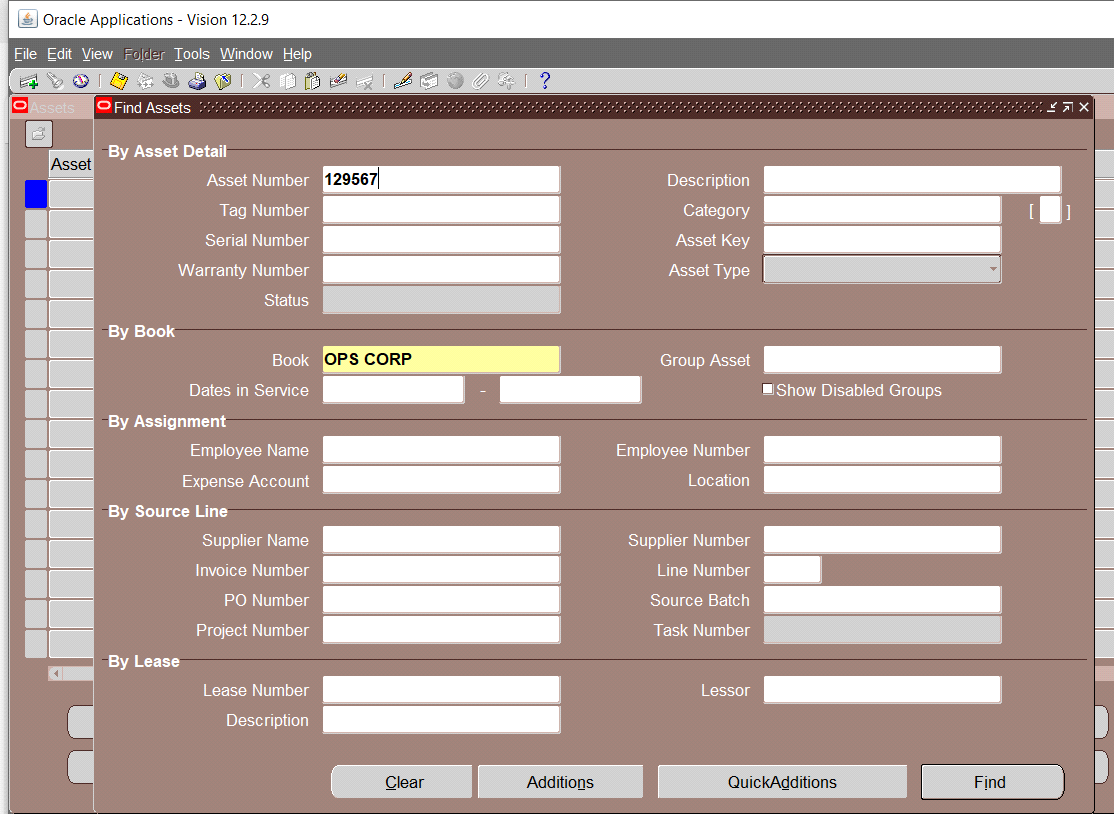 Oracle Applications - Vision 12.2.9
File Edit View Folder Tools Window Help
Assets
Find Assets
Asset
By Asset Detail
Asset Number 129567 Description
Tag Number Category [ ]
Serial Number Asset Key
Warranty Number Asset Type
Status
By Book
Book OPS CORP Group Asset
Dates in Service - Show Disabled Groups
By Assignment
Employee Name Employee Number
Expense Account Location
By Source Line
Supplier Name Supplier Number
Invoice Number Line Number
PO Number Source Batch
Project Number Task Number
By Lease
Lease Number Lessor
Description
Clear Additions QuickAdditions Find